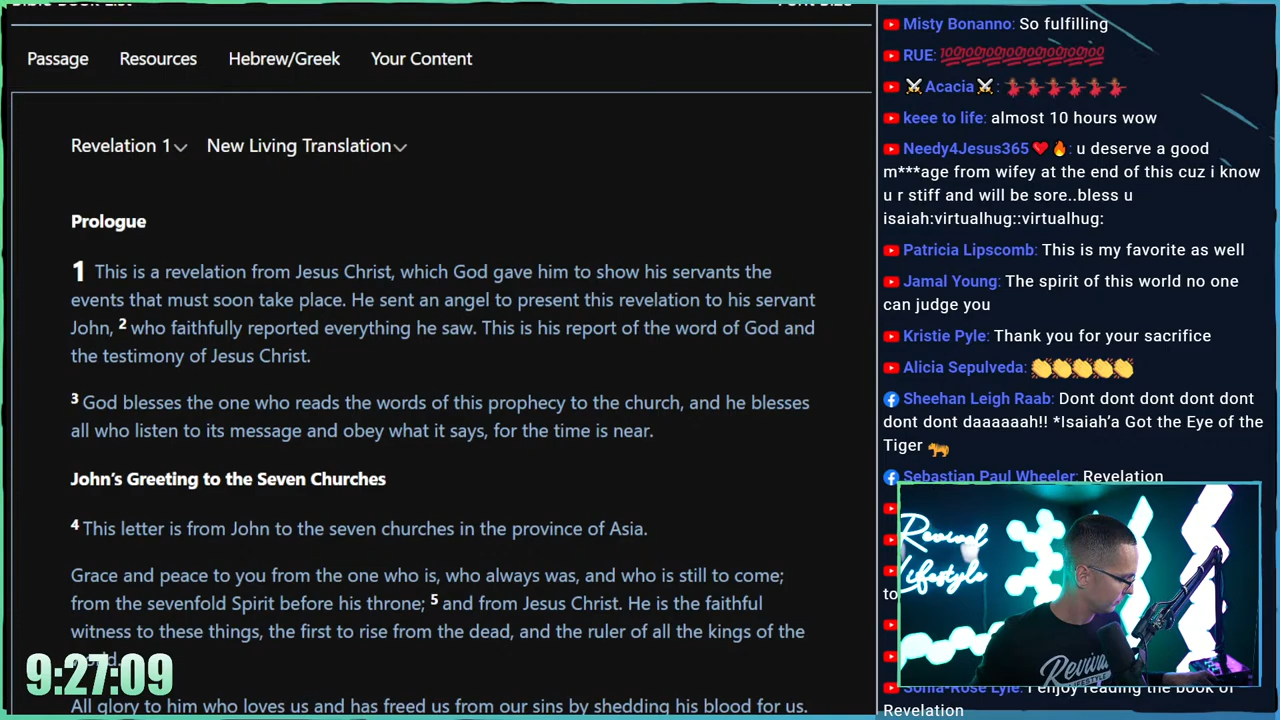 Passage Resources Hebrew/Greek Your Content
Revelation 1 New Living Translation
Prologue
1 This is a revelation from Jesus Christ, which God gave him to show his servants the
events that must soon take place. He sent an angel to present this revelation to his servant
John, 2 who faithfully reported everything he saw. This is his report of the word of God and
the testimony of Jesus Christ.
3 God blesses the one who reads the words of this prophecy to the church, and he blesses
all who listen to its message and obey what it says, for the time is near.
John’s Greeting to the Seven Churches
4 This letter is from John to the seven churches in the province of Asia.
Grace and peace to you from the one who is, who always was, and who is still to come;
from the sevenfold Spirit before his throne; 5 and from Jesus Christ. He is the faithful
witness to these things, the first to rise from the dead, and the ruler of all the kings of the
world.
All glory to him who loves us and has freed us from our sins by shedding his blood for us.
9:27:09
Misty Bonanno: So fulfilling
RUE: 💯💯💯💯💯💯💯💯
⚔Acacia⚔: 💃💃💃💃💃💃
keee to life: almost 10 hours wow
Needy4Jesus365 ❤🔥: u deserve a good
m***age from wifey at the end of this cuz i know
u r stiff and will be sore..bless u
isaiah:virtualhug::virtualhug:
Patricia Lipscomb: This is my favorite as well
Jamal Young: The spirit of this world no one
can judge you
Kristie Pyle: Thank you for your sacrifice
Alicia Sepulveda: 👏👏👏👏👏
Sheehan Leigh Raab: Dont dont dont dont dont
dont dont daaaaaah!! *Isaiah’a Got the Eye of the
Tiger 🐅
Sebastian Paul Wheeler: Revelation
to
Sonia-Rose Lyle: I enjoy reading the book of
Revelation
Revival
Lifestyle
Revival
LIFESTYLE